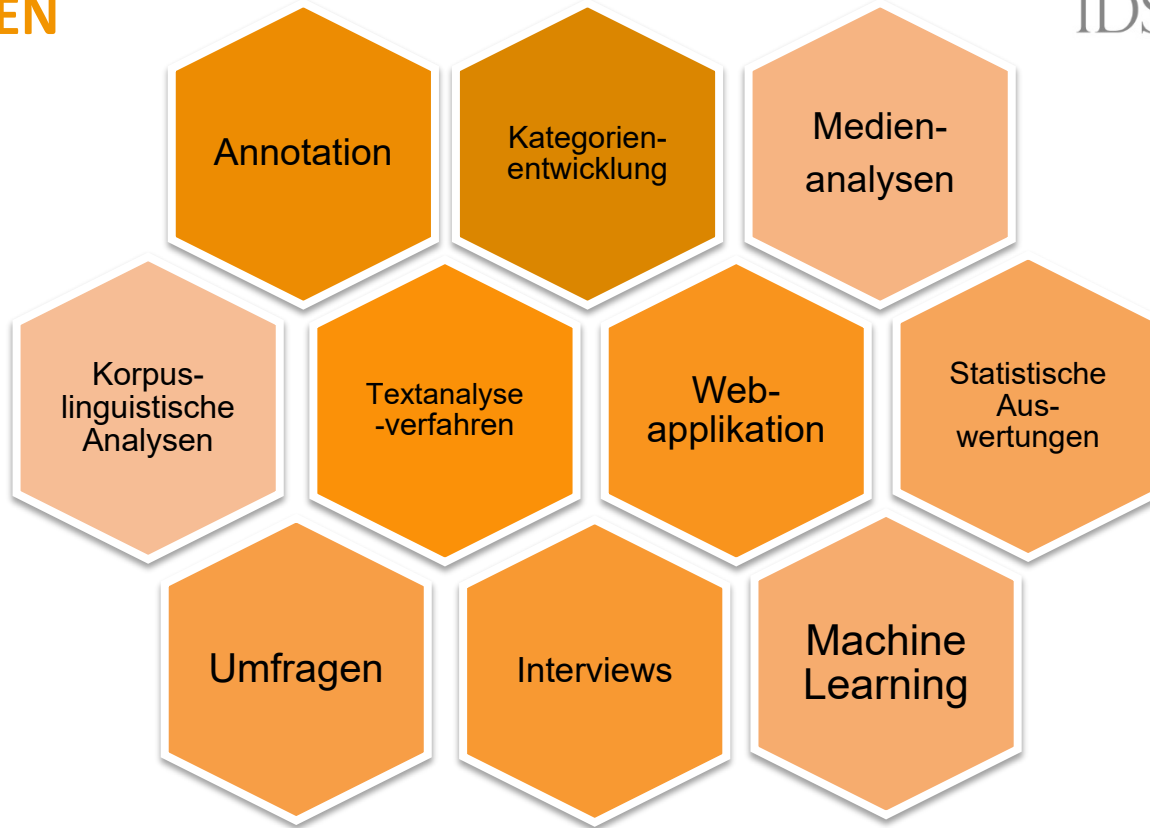 EN
IDS
Annotation
Kategorien-
entwicklung
Medien-
analysen
Korpus-
linguistische
Analysen
Textanalyse
-verfahren
Web-
applikation
Statistische
Aus-
wertungen
Umfragen
Interviews
Machine
Learning